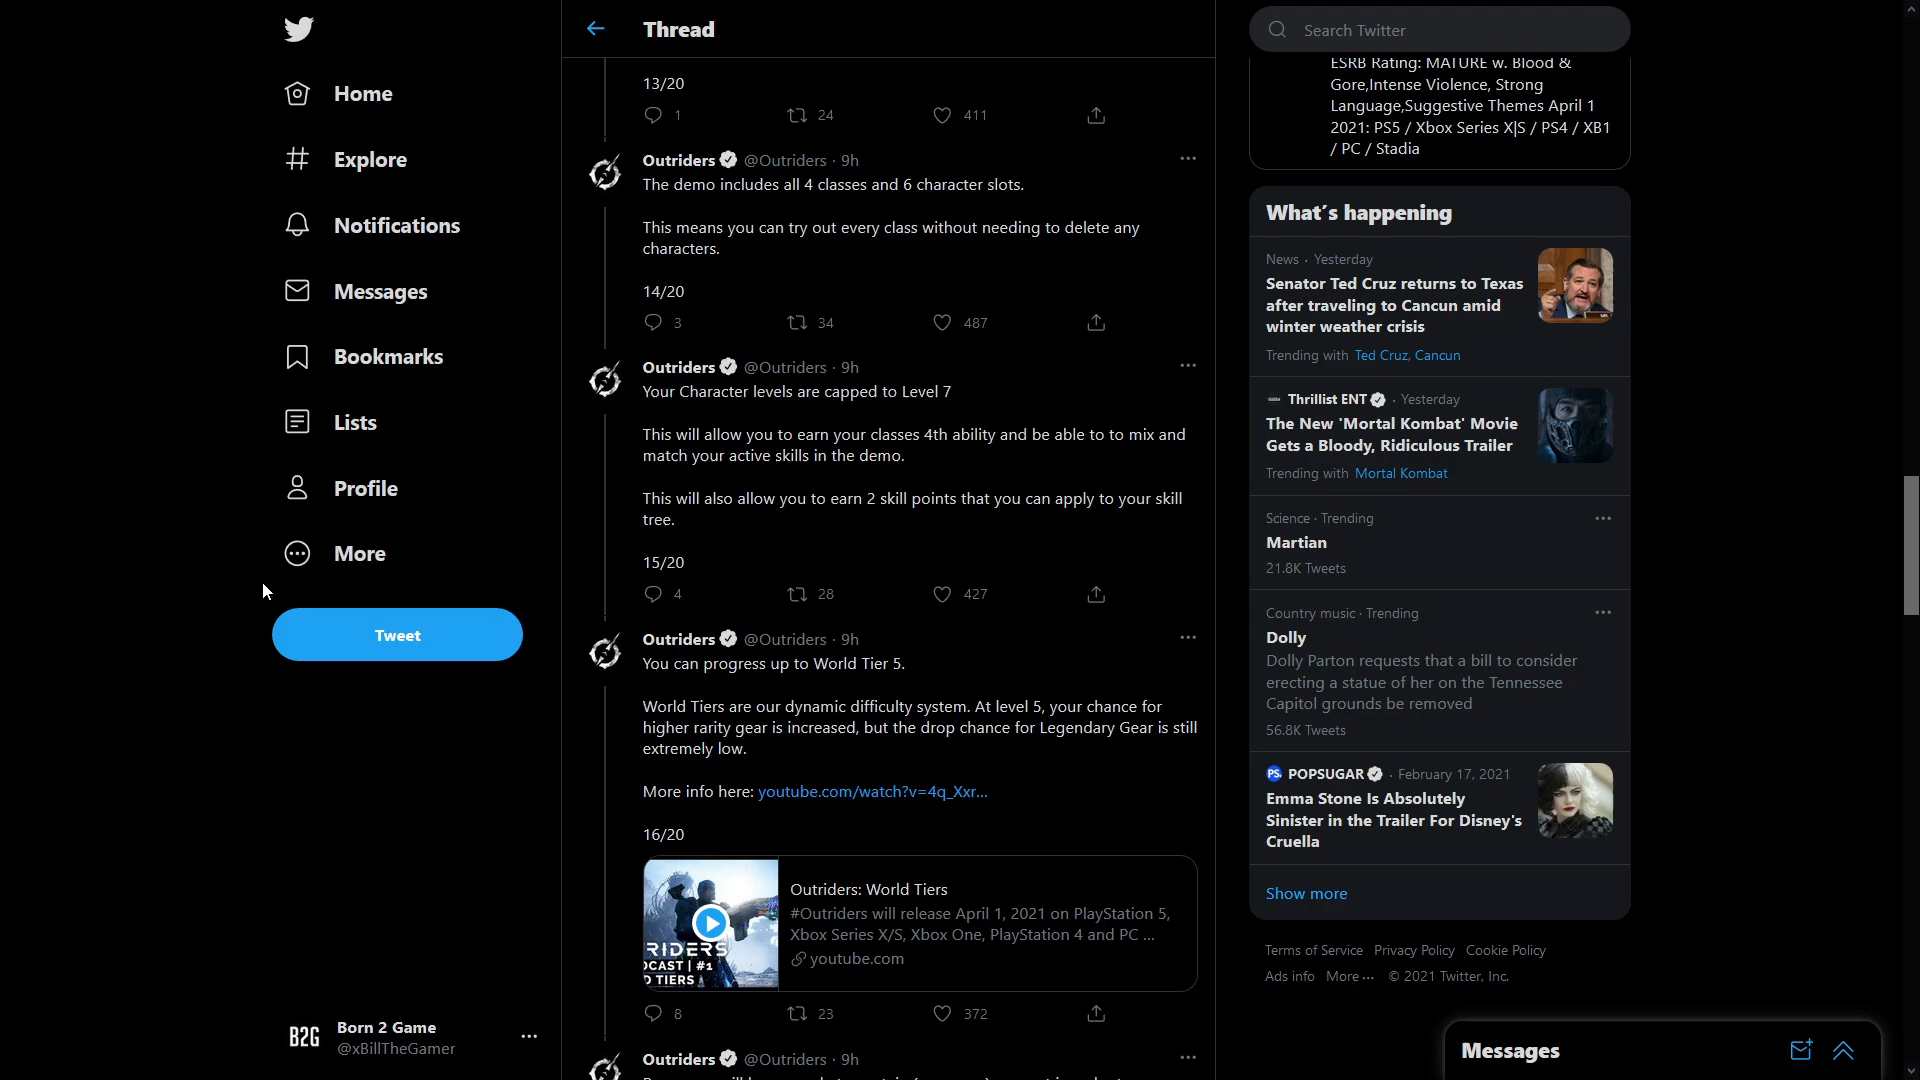 Home
Explore
Notifications
Messages
Bookmarks
Lists
Profile
More
Tweet
B2G
Born 2 Game
@xBillTheGamer
Thread
13/20
1 24 411
Outriders @Outriders · 9h
The demo includes all 4 classes and 6 character slots.
This means you can try out every class without needing to delete any
characters.
14/20
3 34 487
Outriders @Outriders · 9h
Your Character levels are capped to Level 7
This will allow you to earn your classes 4th ability and be able to to mix and
match your active skills in the demo.
This will also allow you to earn 2 skill points that you can apply to your skill
tree.
15/20
4 28 427
Outriders @Outriders · 9h
You can progress up to World Tier 5.
World Tiers are our dynamic difficulty system. At level 5, your chance for
higher rarity gear is increased, but the drop chance for Legendary Gear is still
extremely low.
More info here: youtube.com/watch?v=4q_Xxr...
16/20
RIDERS
DCAST | #1
D TIERS
Outriders: World Tiers
#Outriders will release April 1, 2021 on PlayStation 5,
Xbox Series X/S, Xbox One, PlayStation 4 and PC ...
youtube.com
8 23 372
Outriders @Outriders · 9h
Search Twitter
ESRB Rating: MATURE w. Blood &
Gore,Intense Violence, Strong
Language,Suggestive Themes April 1
2021: PS5 / Xbox Series X|S / PS4 / XB1
/ PC / Stadia
What's happening
News · Yesterday
Senator Ted Cruz returns to Texas
after traveling to Cancun amid
winter weather crisis
Trending with Ted Cruz, Cancun
Thrillist ENT · Yesterday
The New 'Mortal Kombat' Movie
Gets a Bloody, Ridiculous Trailer
Trending with Mortal Kombat
Science · Trending
Martian
21.8K Tweets
Country music · Trending
Dolly
Dolly Parton requests that a bill to consider
erecting a statue of her on the Tennessee
Capitol grounds be removed
56.8K Tweets
PS. POPSUGAR · February 17, 2021
Emma Stone Is Absolutely
Sinister in the Trailer For Disney's
Cruella
Show more
Terms of Service Privacy Policy Cookie Policy
Ads info More ··· © 2021 Twitter, Inc.
Messages